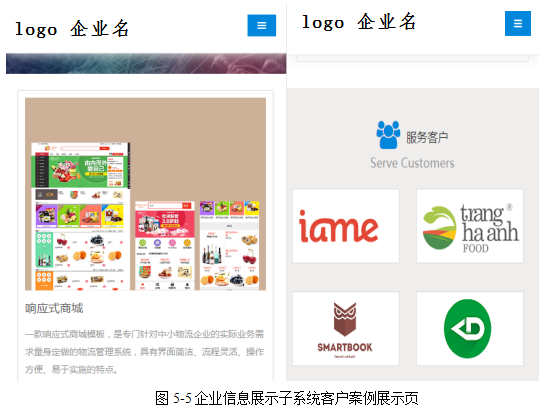 logo 企业名
响应式商城
一款响应式商城模板，是专门针对中小物流企业的实际业务需
求量身定做的物流管理系统，具有界面简洁、流程灵活、操作
方便、易于实施的特点。
logo 企业名
服务客户
Serve Customers
iame
trang
ha anh
FOOD
SMARTBOOK
图 5-5企业信息展示子系统客户案例展示页